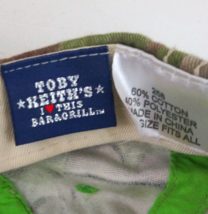 TOBY
★ KEITH'S ★
I ♥ THIS
BAR&GRILL™
60% COTTON
40% POLYESTER
MADE IN CHINA
SIZE FITS ALL